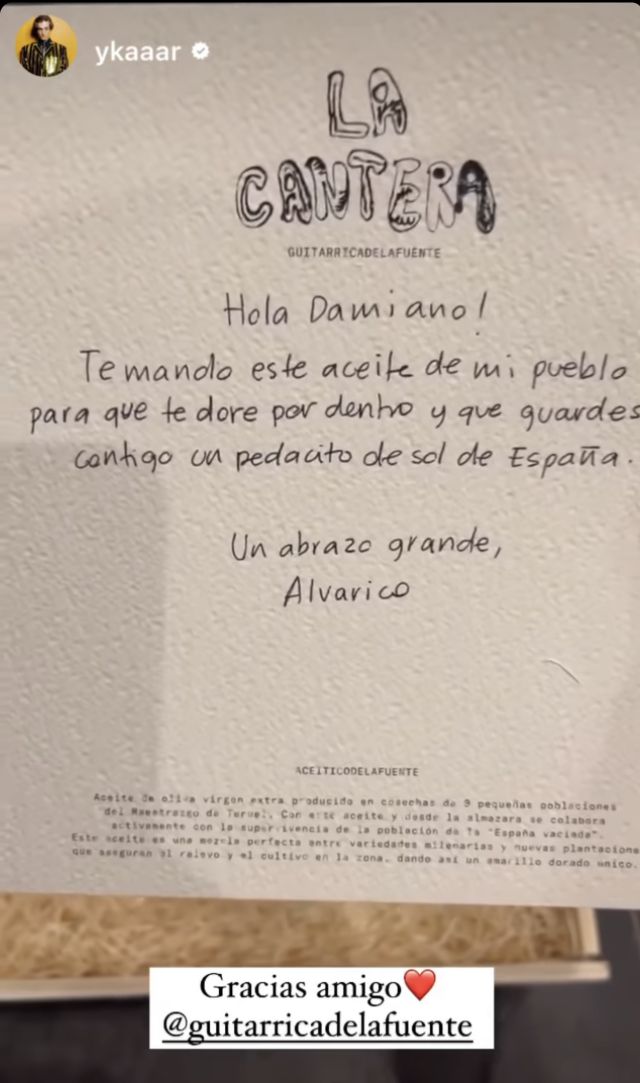 ykaaar
LA
CANTERA
GUITARRICADELAFUENTE
Hola Damiano!
Te mando este aceite de mi pueblo
para que te dore por dentro y que guardes
contigo un pedacito de sol de España.
Un abrazo grande,
Alvarico
ACEITICODELAFUENTE
Aceite de oliva virgen extra producido en cosechas de 9 pequeñas poblaciones
del Maestrazgo de Teruel. Con este aceite y desde la almazara se colabora
activamente con la supervivencia de la población de la "España vaciada".
Este aceite es una mezcla perfecta entre variedades milenarias y nuevas plantacione
que aseguran el relevo y el cultivo en la zona, dando así un amarillo dorado unico.
Gracias amigo❤️
@guitarricadelafuente